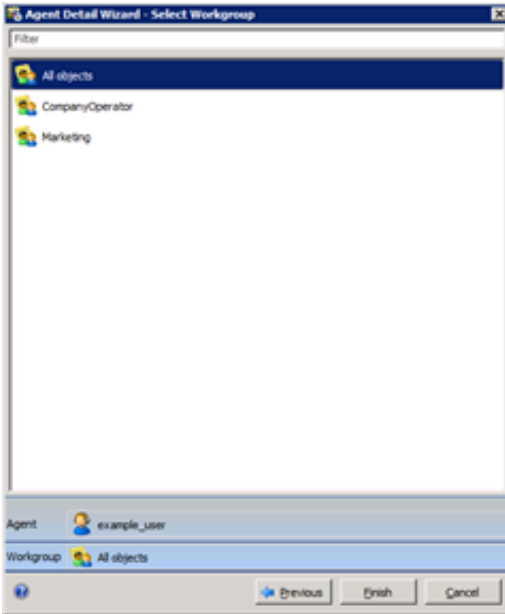 Agent Detail Wizard - Select Workgroup
Filter
All objects
CompanyOperator
Marketing
Agent example_user
Workgroup All objects
Previous Finish Cancel